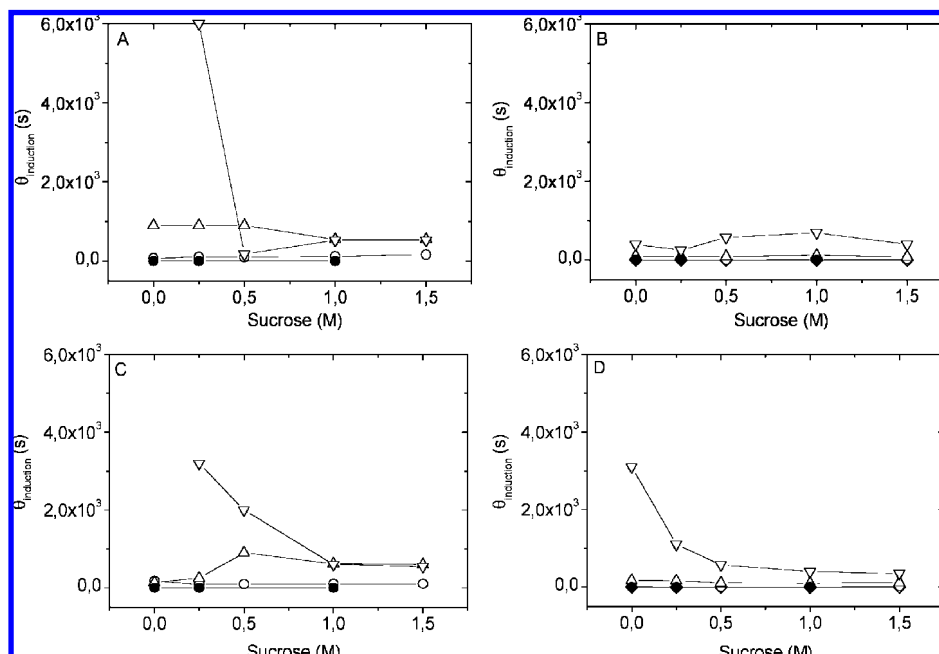 A
6,0x10³
4,0x10³
2,0x10³
0,0
θinduction (s)
0,0 0,5 1,0 1,5
Sucrose (M)
B
6,0x10³
4,0x10³
2,0x10³
0,0
θinduction (s)
0,0 0,5 1,0 1,5
Sucrose (M)
C
6,0x10³
4,0x10³
2,0x10³
0,0
θinduction (s)
0,0 0,5 1,0 1,5
Sucrose (M)
D
6,0x10³
4,0x10³
2,0x10³
0,0
θinduction (s)
0,0 0,5 1,0 1,5
Sucrose (M)